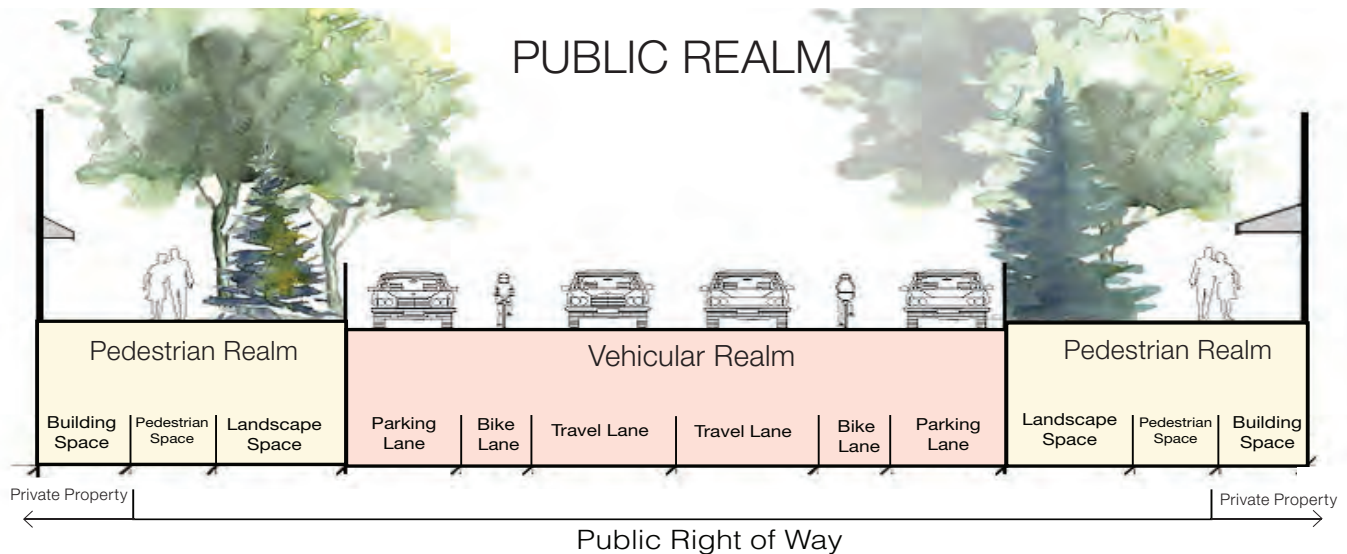 PUBLIC REALM
Pedestrian Realm
Vehicular Realm
Pedestrian Realm
Building
Space
Pedestrian
Space
Landscape
Space
Parking
Lane
Bike
Lane
Travel Lane
Travel Lane
Bike
Lane
Parking
Lane
Landscape
Space
Pedestrian
Space
Building
Space
Private Property
Private Property
Public Right of Way